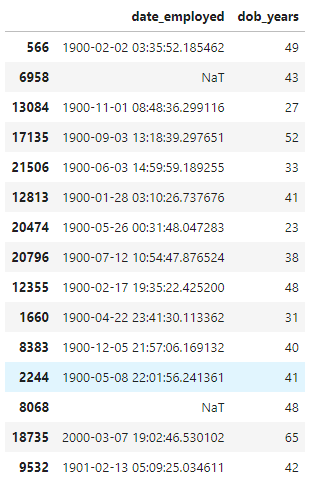 date_employed dob_years
566 1900-02-02 03:35:52.185462 49
6958 NaT 43
13084 1900-11-01 08:48:36.299116 27
17135 1900-09-03 13:18:39.297651 52
21506 1900-06-03 14:59:59.189255 33
12813 1900-01-28 03:10:26.737676 41
20474 1900-05-26 00:31:48.047283 23
20796 1900-07-12 10:54:47.876524 38
12355 1900-02-17 19:35:22.425200 48
1660 1900-04-22 23:41:30.113362 31
8383 1900-12-05 21:57:06.169132 40
2244 1900-05-08 22:01:56.241361 41
8068 NaT 48
18735 2000-03-07 19:02:46.530102 65
9532 1901-02-13 05:09:25.034611 42